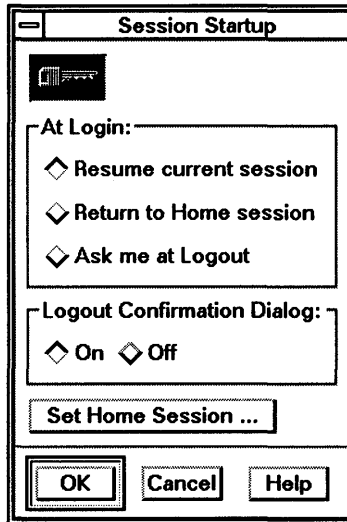 Session Startup
At Login:
Resume current session
Return to Home session
Ask me at Logout
Logout Confirmation Dialog:
On Off
Set Home Session ...
OK Cancel Help